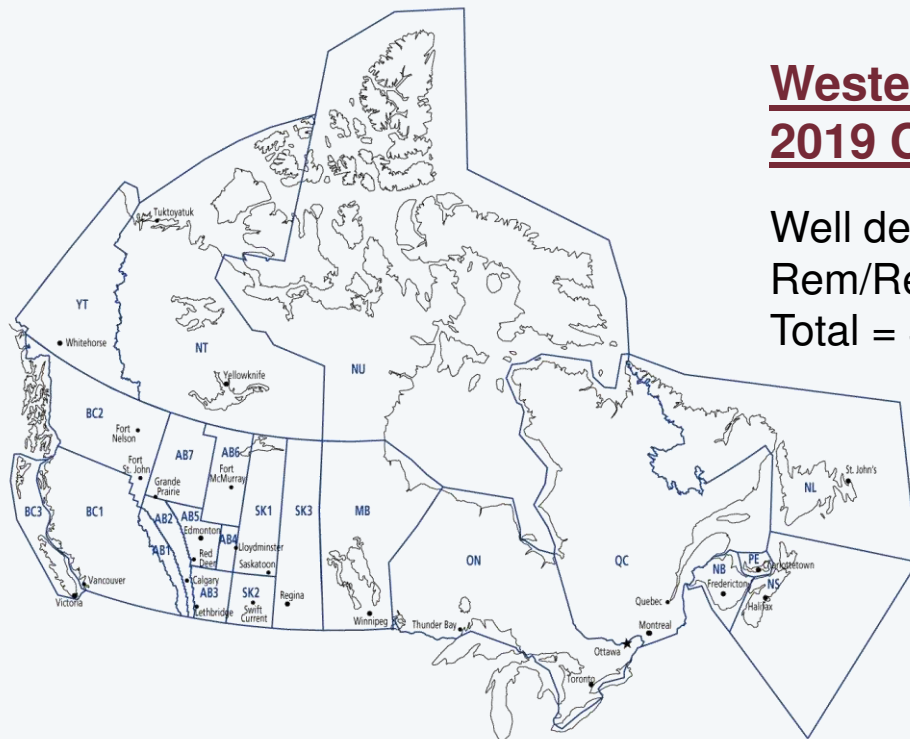 Weste
2019 C
Well de
Rem/Re
Total =
Tuktoyatuk
YT
Whitehorse
NT
Yellowknife
NU
BC2
Fort
Nelson
Fort
St. John
AB7
AB6
Fort
McMurray
Grande
Prairie
SK1
SK3
MB
BC3
BC1
AB2
AB5
AB1
Edmonton
AB4
Lloydminster
Red
Deer
Saskatoon
Calgary
AB3
SK2
Lethbridge
Swift
Current
Regina
Vancouver
Victoria
Winnipeg
ON
Thunder Bay
QC
NL
St. John's
PE
Charlottetown
NB
NS
Fredericton
Halifax
Quebec
Montreal
Ottawa
Toronto